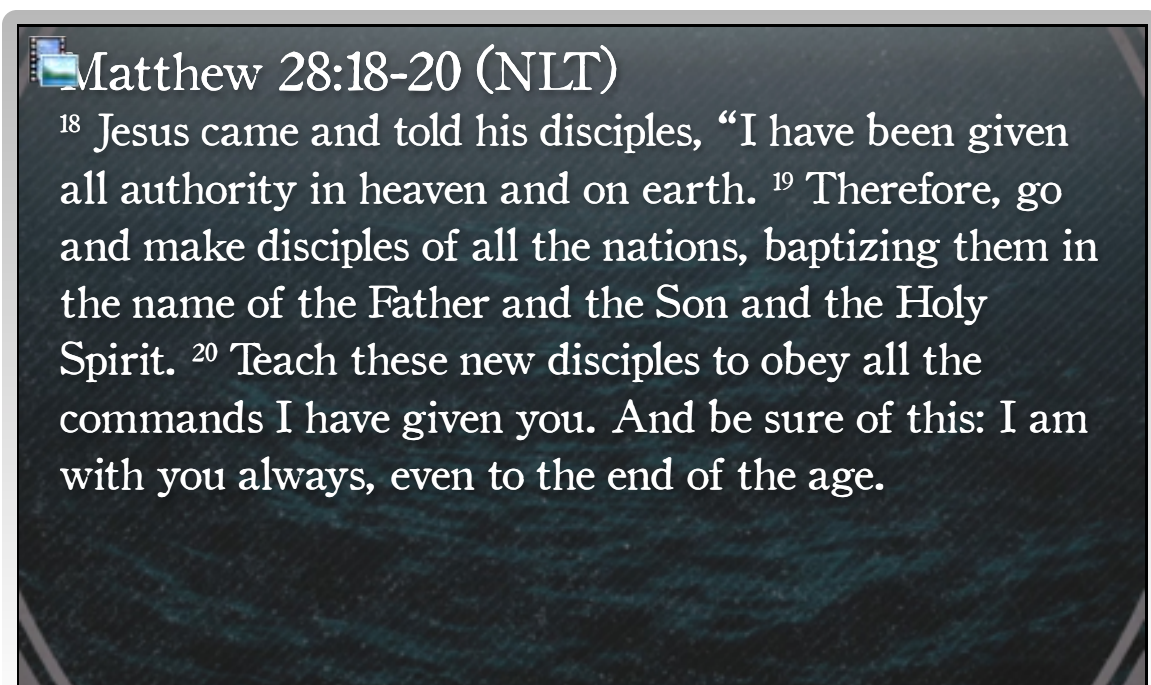 Matthew 28:18-20 (NLT)
18 Jesus came and told his disciples, “I have been given
all authority in heaven and on earth. 19 Therefore, go
and make disciples of all the nations, baptizing them in
the name of the Father and the Son and the Holy
Spirit. 20 Teach these new disciples to obey all the
commands I have given you. And be sure of this: I am
with you always, even to the end of the age.